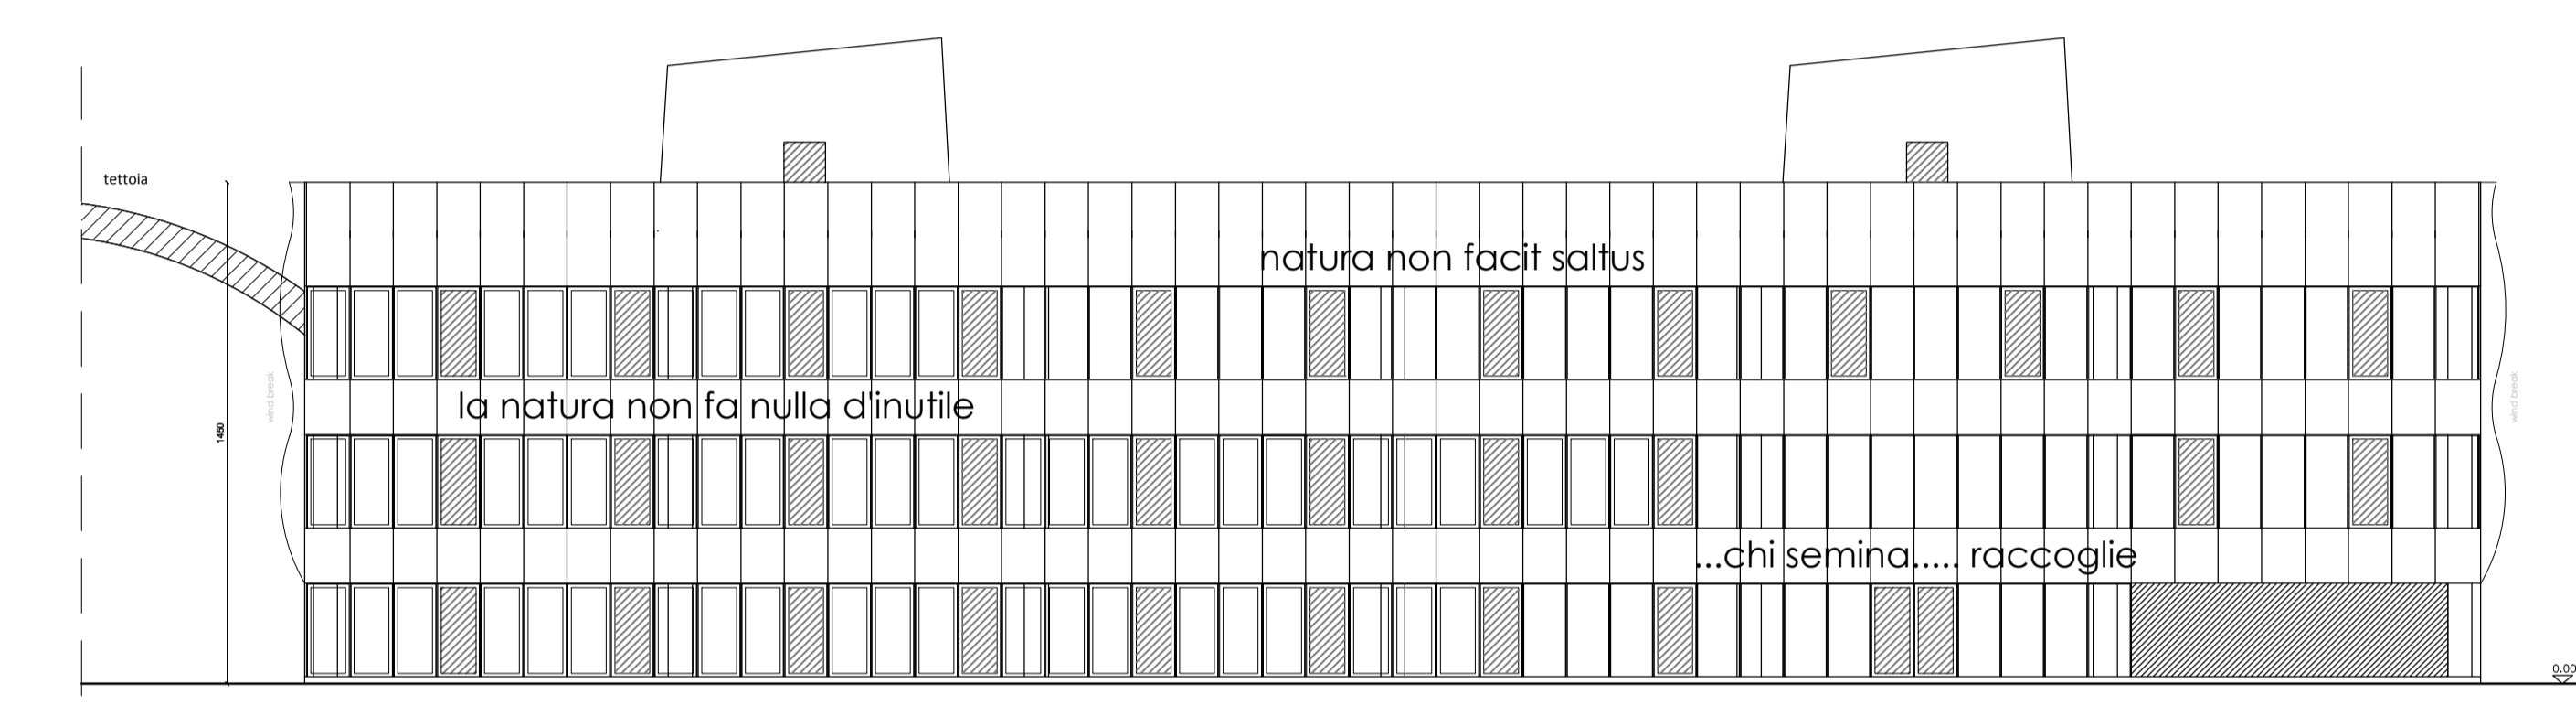 tettoia
natura non facit saltus
wind break
wind break
la natura non fa nulla d'inutile
1450
...chi semina..... raccoglie
0.00